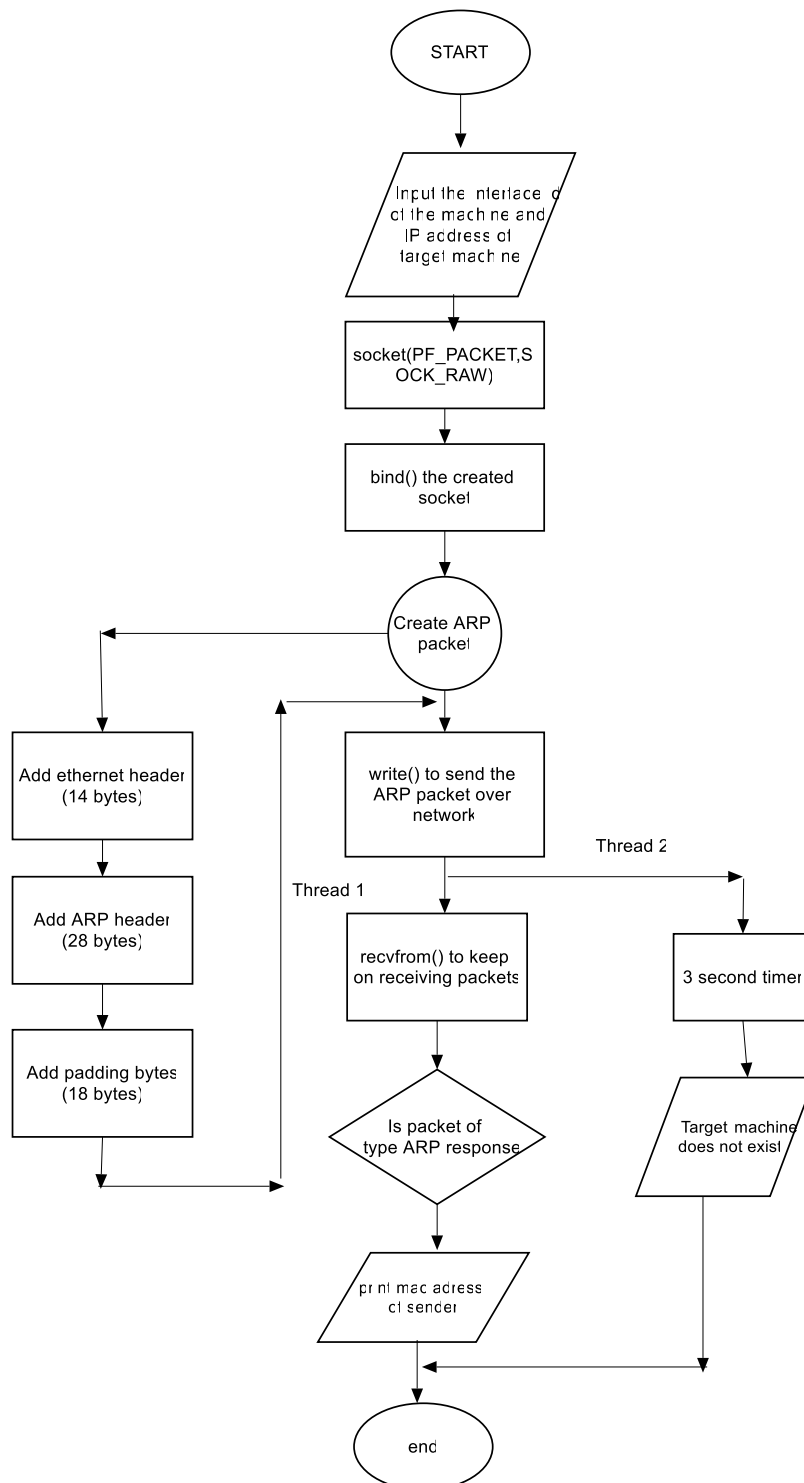 START
Input the interface id
of the machine and
IP address of
target machine
socket(PF_PACKET,S
OCK_RAW)
bind() the created
socket
Create ARP
packet
Add ethernet header
(14 bytes)
Add ARP header
(28 bytes)
Add padding bytes
(18 bytes)
write() to send the
ARP packet over
network
Thread 1
Thread 2
recvfrom() to keep
on receiving packets
3 second timer
Is packet of
type ARP response
Target machine
does not exist
print mac adress
of sender
end